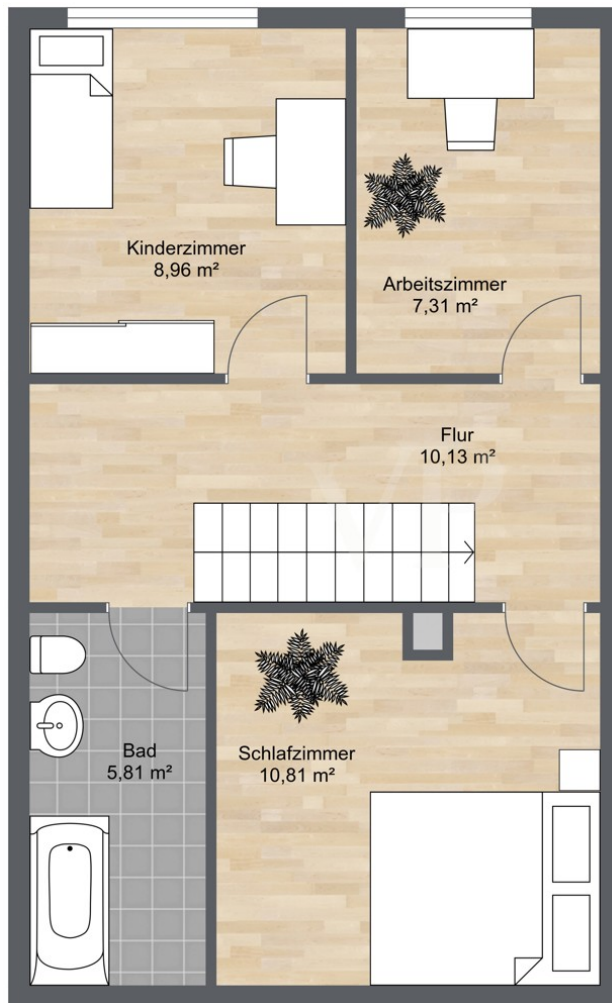 Kinderzimmer
8,96 m²
Arbeitszimmer
7,31 m²
Flur
10,13 m²
VP
Bad
5,81 m²
Schlafzimmer
10,81 m²